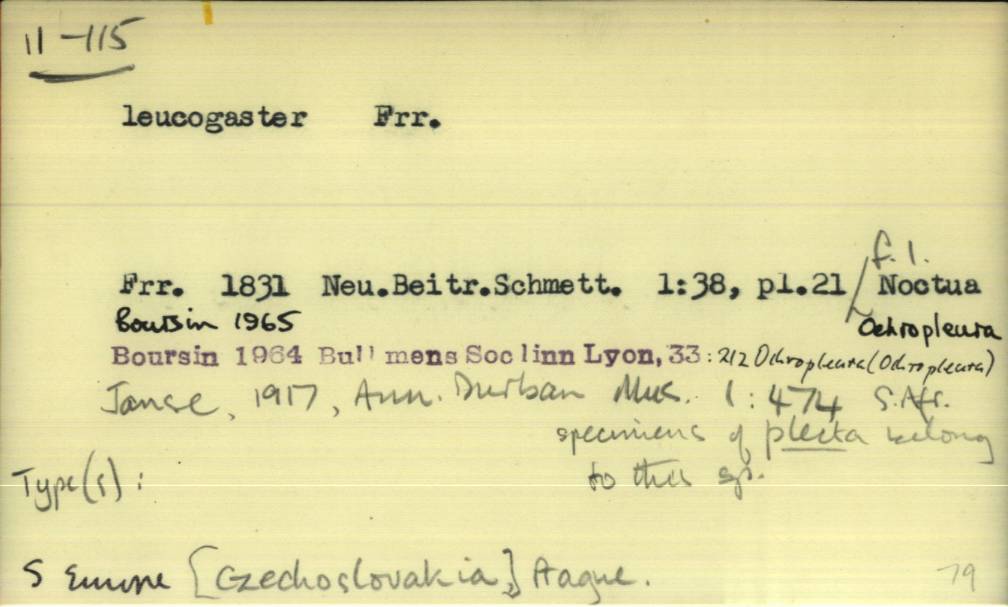 11-115
leucogaster Frr.
f. 1.
Frr. 1831 Neu.Beitr.Schmett. 1:38, pl.21 / Noctua
Boursin 1965 Ochropleura
Boursin 1964 Bull mens Soc linn Lyon, 33: 212 Ochropleura (Ochropleura)
Janse, 1917, Ann. Durban Mus. 1: 474 S. Afr.
specimens of plecta belong
to this sp.
Type(s):
S Europe [Czechoslovakia,] Aague.
79